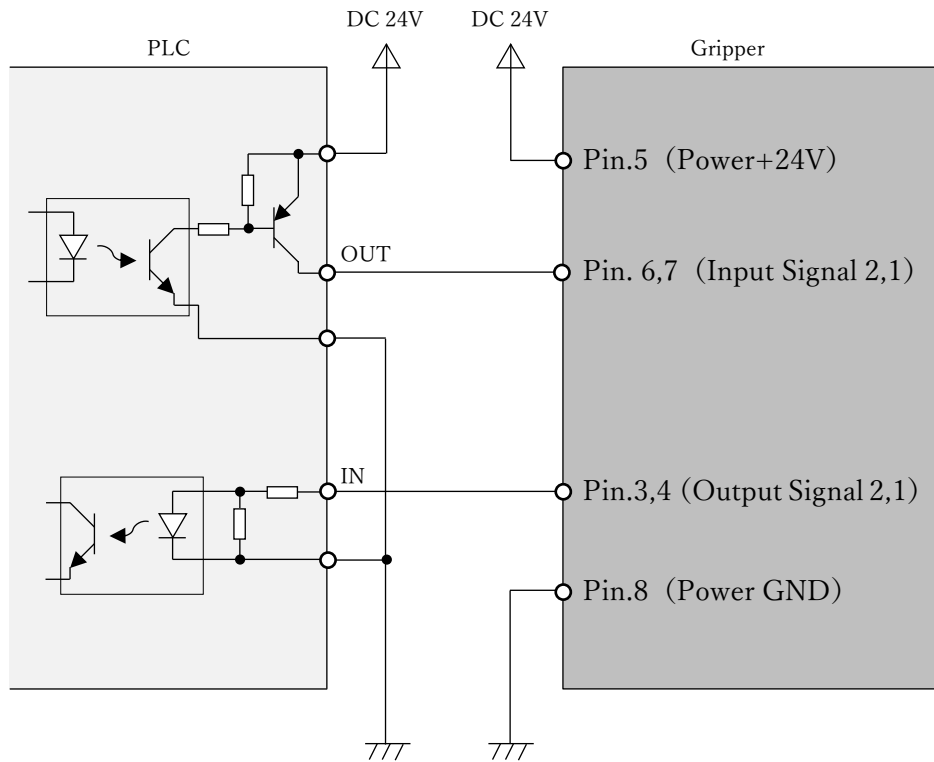 DC 24V
DC 24V
PLC
Gripper
Pin.5 (Power+24V)
OUT
Pin. 6,7 (Input Signal 2,1)
IN
Pin.3,4 (Output Signal 2,1)
Pin.8 (Power GND)